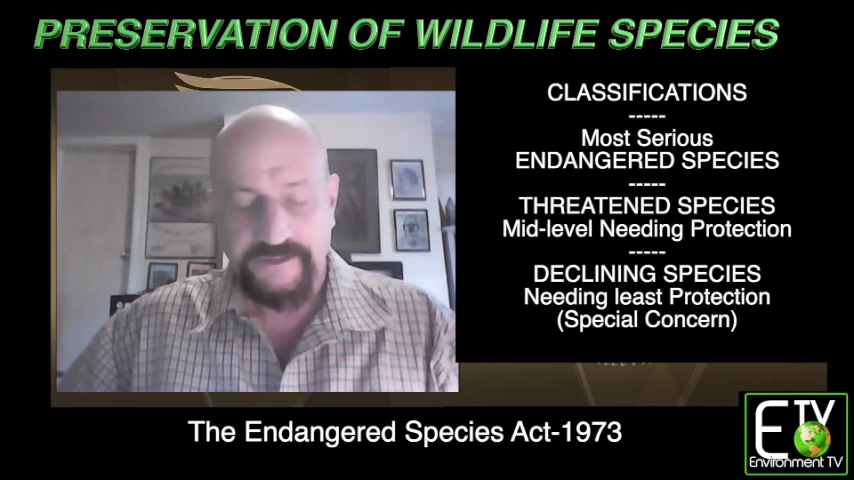 PRESERVATION OF WILDLIFE SPECIES
CLASSIFICATIONS
-----
Most Serious
ENDANGERED SPECIES
-----
THREATENED SPECIES
Mid-level Needing Protection
-----
DECLINING SPECIES
Needing least Protection
(Special Concern)
The Endangered Species Act-1973
ETV
Environment TV